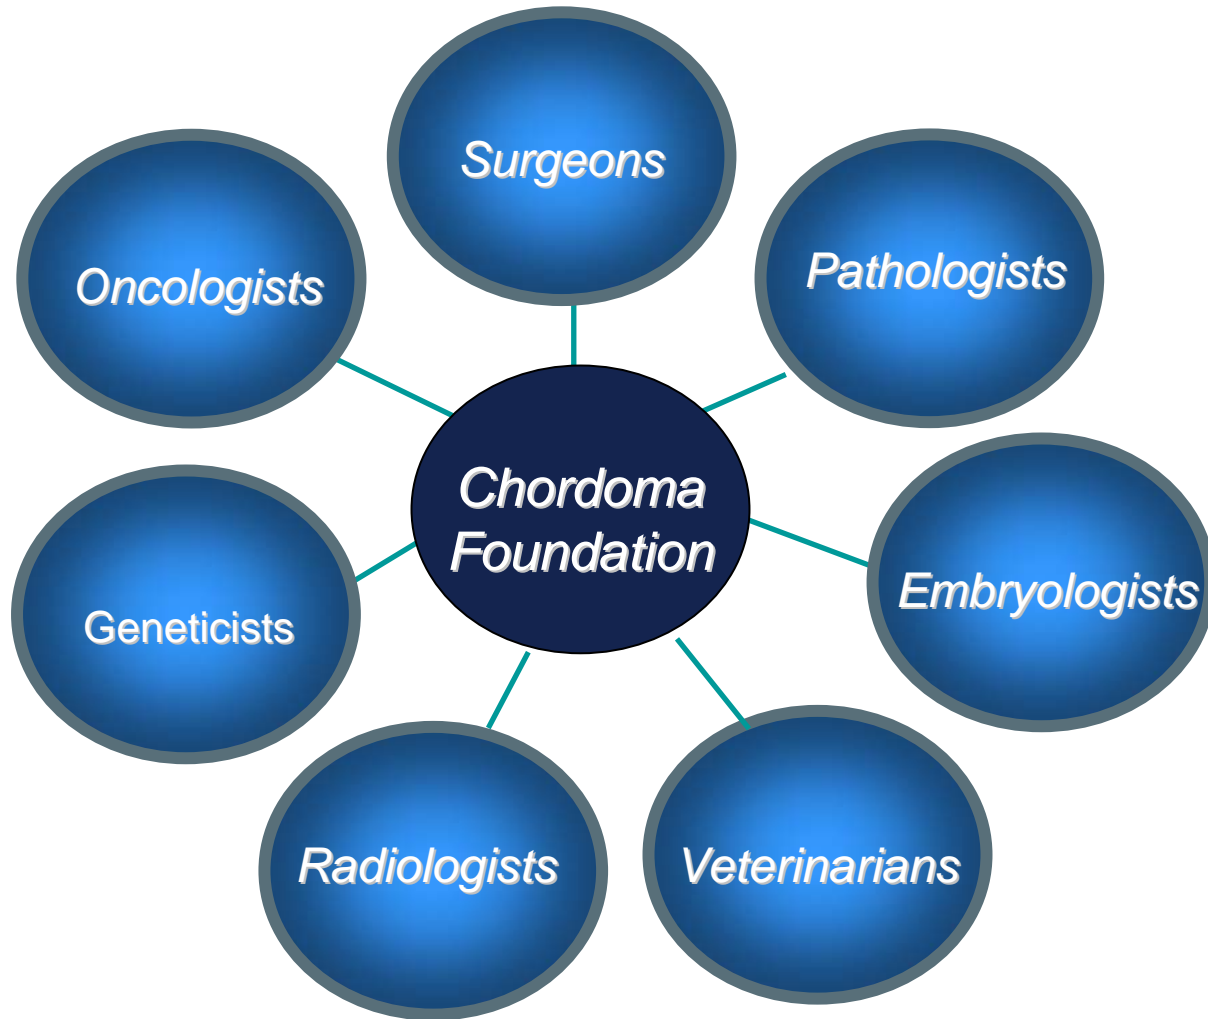 Surgeons
Oncologists
Pathologists
Chordoma
Foundation
Embryologists
Geneticists
Radiologists
Veterinarians